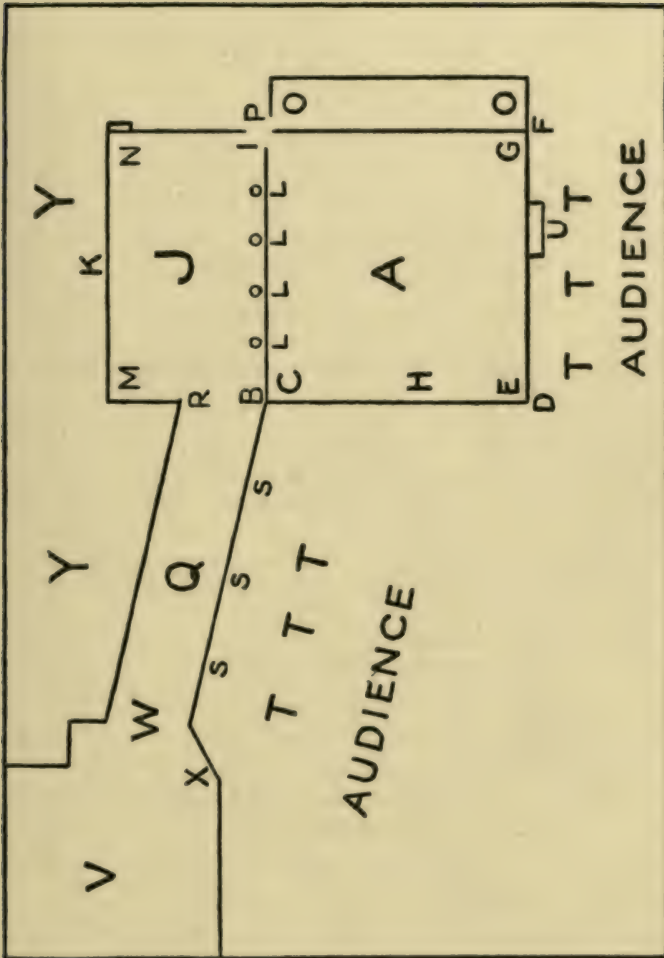 Y Y
K
M N
J
W Q R P
B I
o o o o
O
X S S S C L L L L
V
A
H
T T T
E G O
D F
U
T T T
AUDIENCE
AUDIENCE